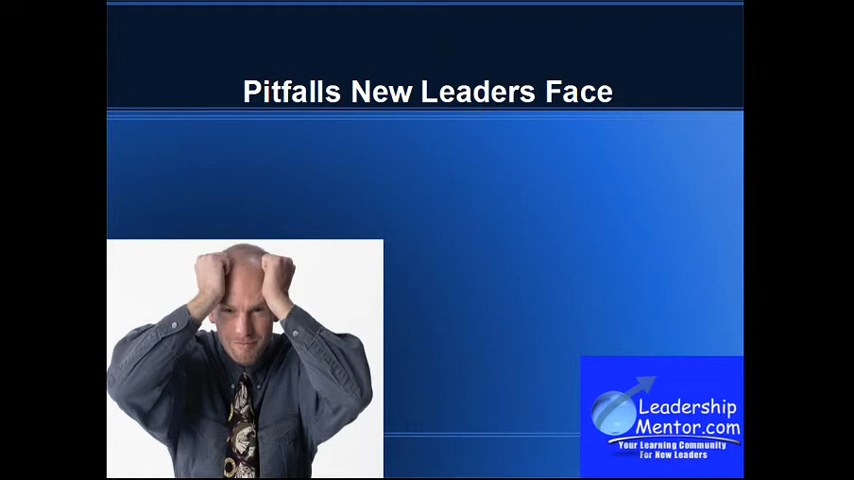 Pitfalls New Leaders Face
Leadership
Mentor.com
Your Learning Community
For New Leaders